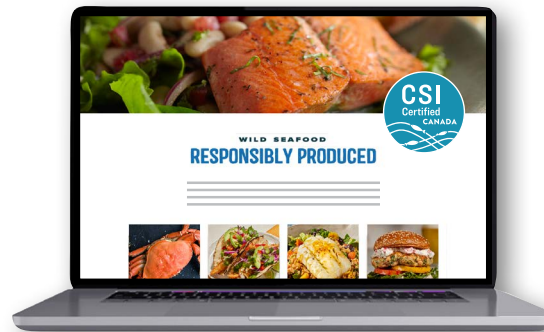 CSI
Certified
CANADA
WILD SEAFOOD
RESPONSIBLY PRODUCED